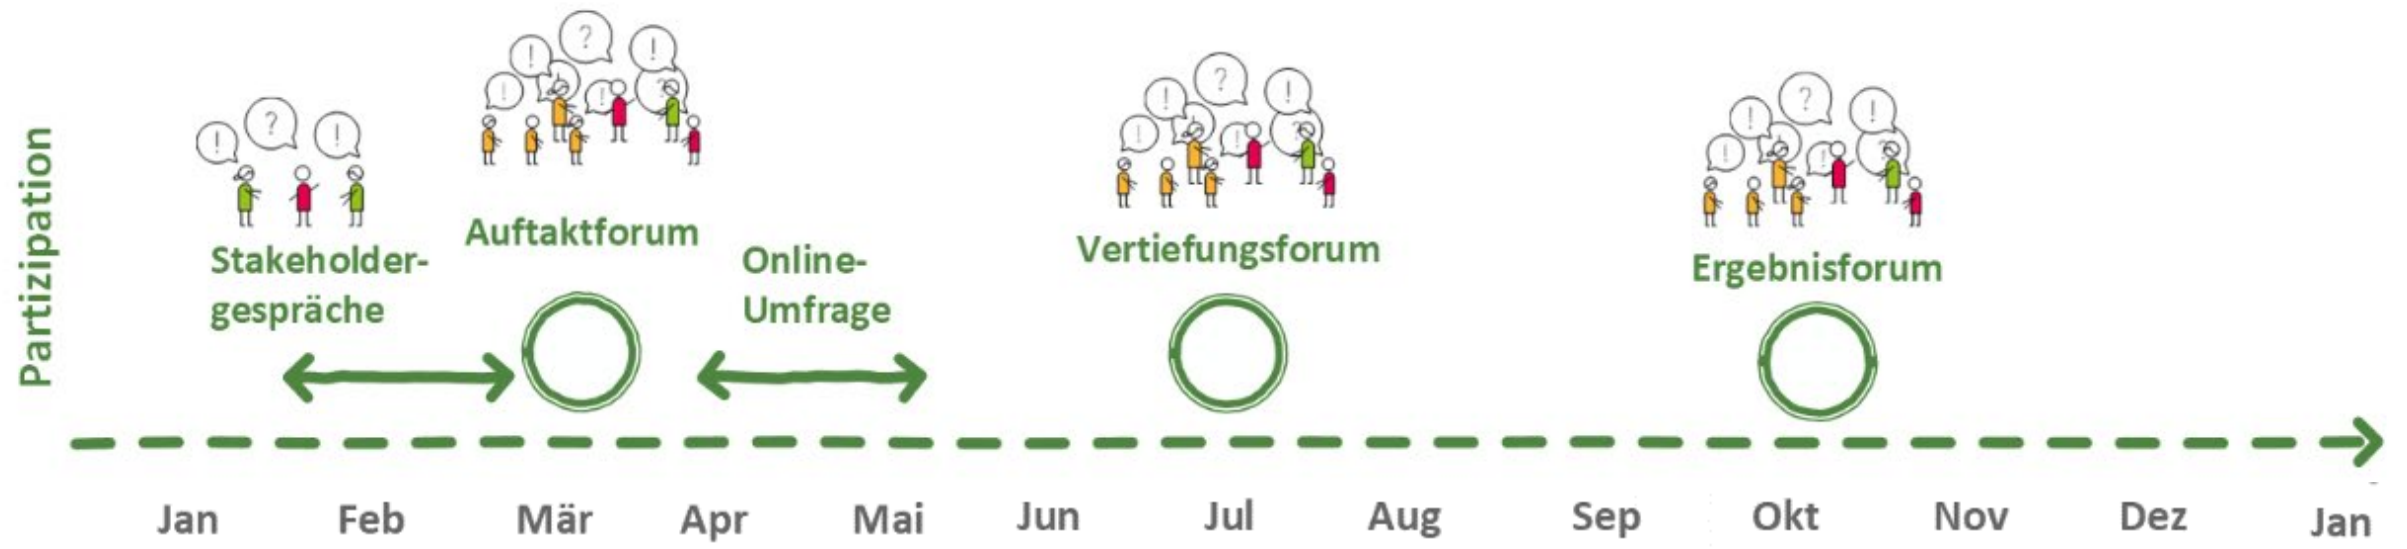 Partizipation
Stakeholder-
gespräche
Auftaktforum
Online-
Umfrage
Vertiefungsforum
Ergebnisforum
! ? !
! ! ? ! ! ?
! ! ? ! ! ?
! ! ? ! ! ?
Jan Feb Mär Apr Mai Jun Jul Aug Sep Okt Nov Dez Jan